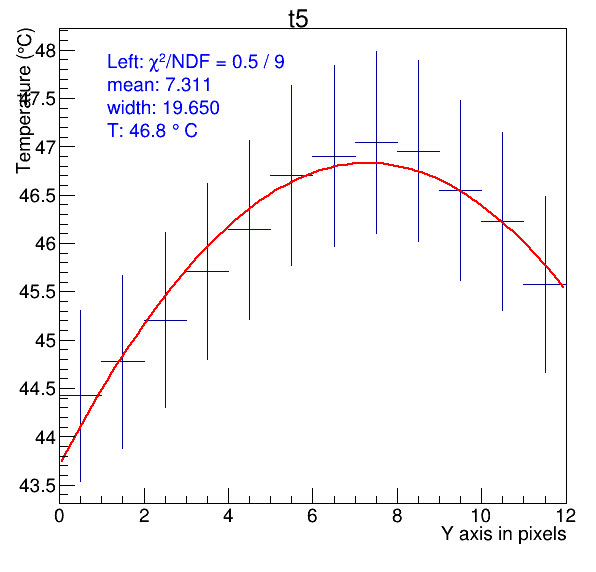 t5
Temperature (°C)
Left: χ²/NDF = 0.5 / 9
mean: 7.311
width: 19.650
T: 46.8 ° C
48
47.5
47
46.5
46
45.5
45
44.5
44
43.5
0 2 4 6 8 10 12
Y axis in pixels